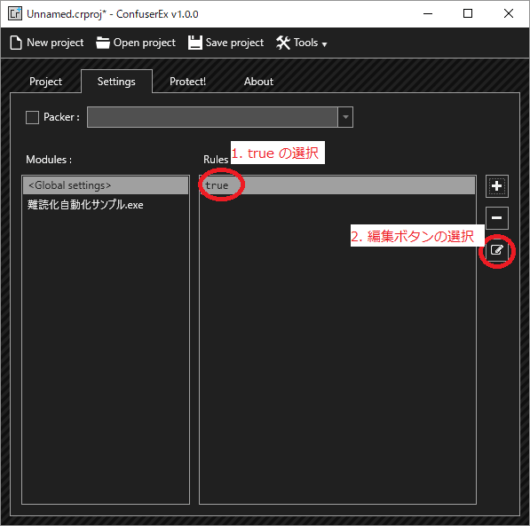 Unnamed.crproj* - ConfuserEx v1.0.0
New project Open project Save project Tools
Project Settings Protect! About
Packer :
Modules : Rules
1. true の選択
<Global settings> true
難読化自動化サンプル.exe
2. 編集ボタンの選択